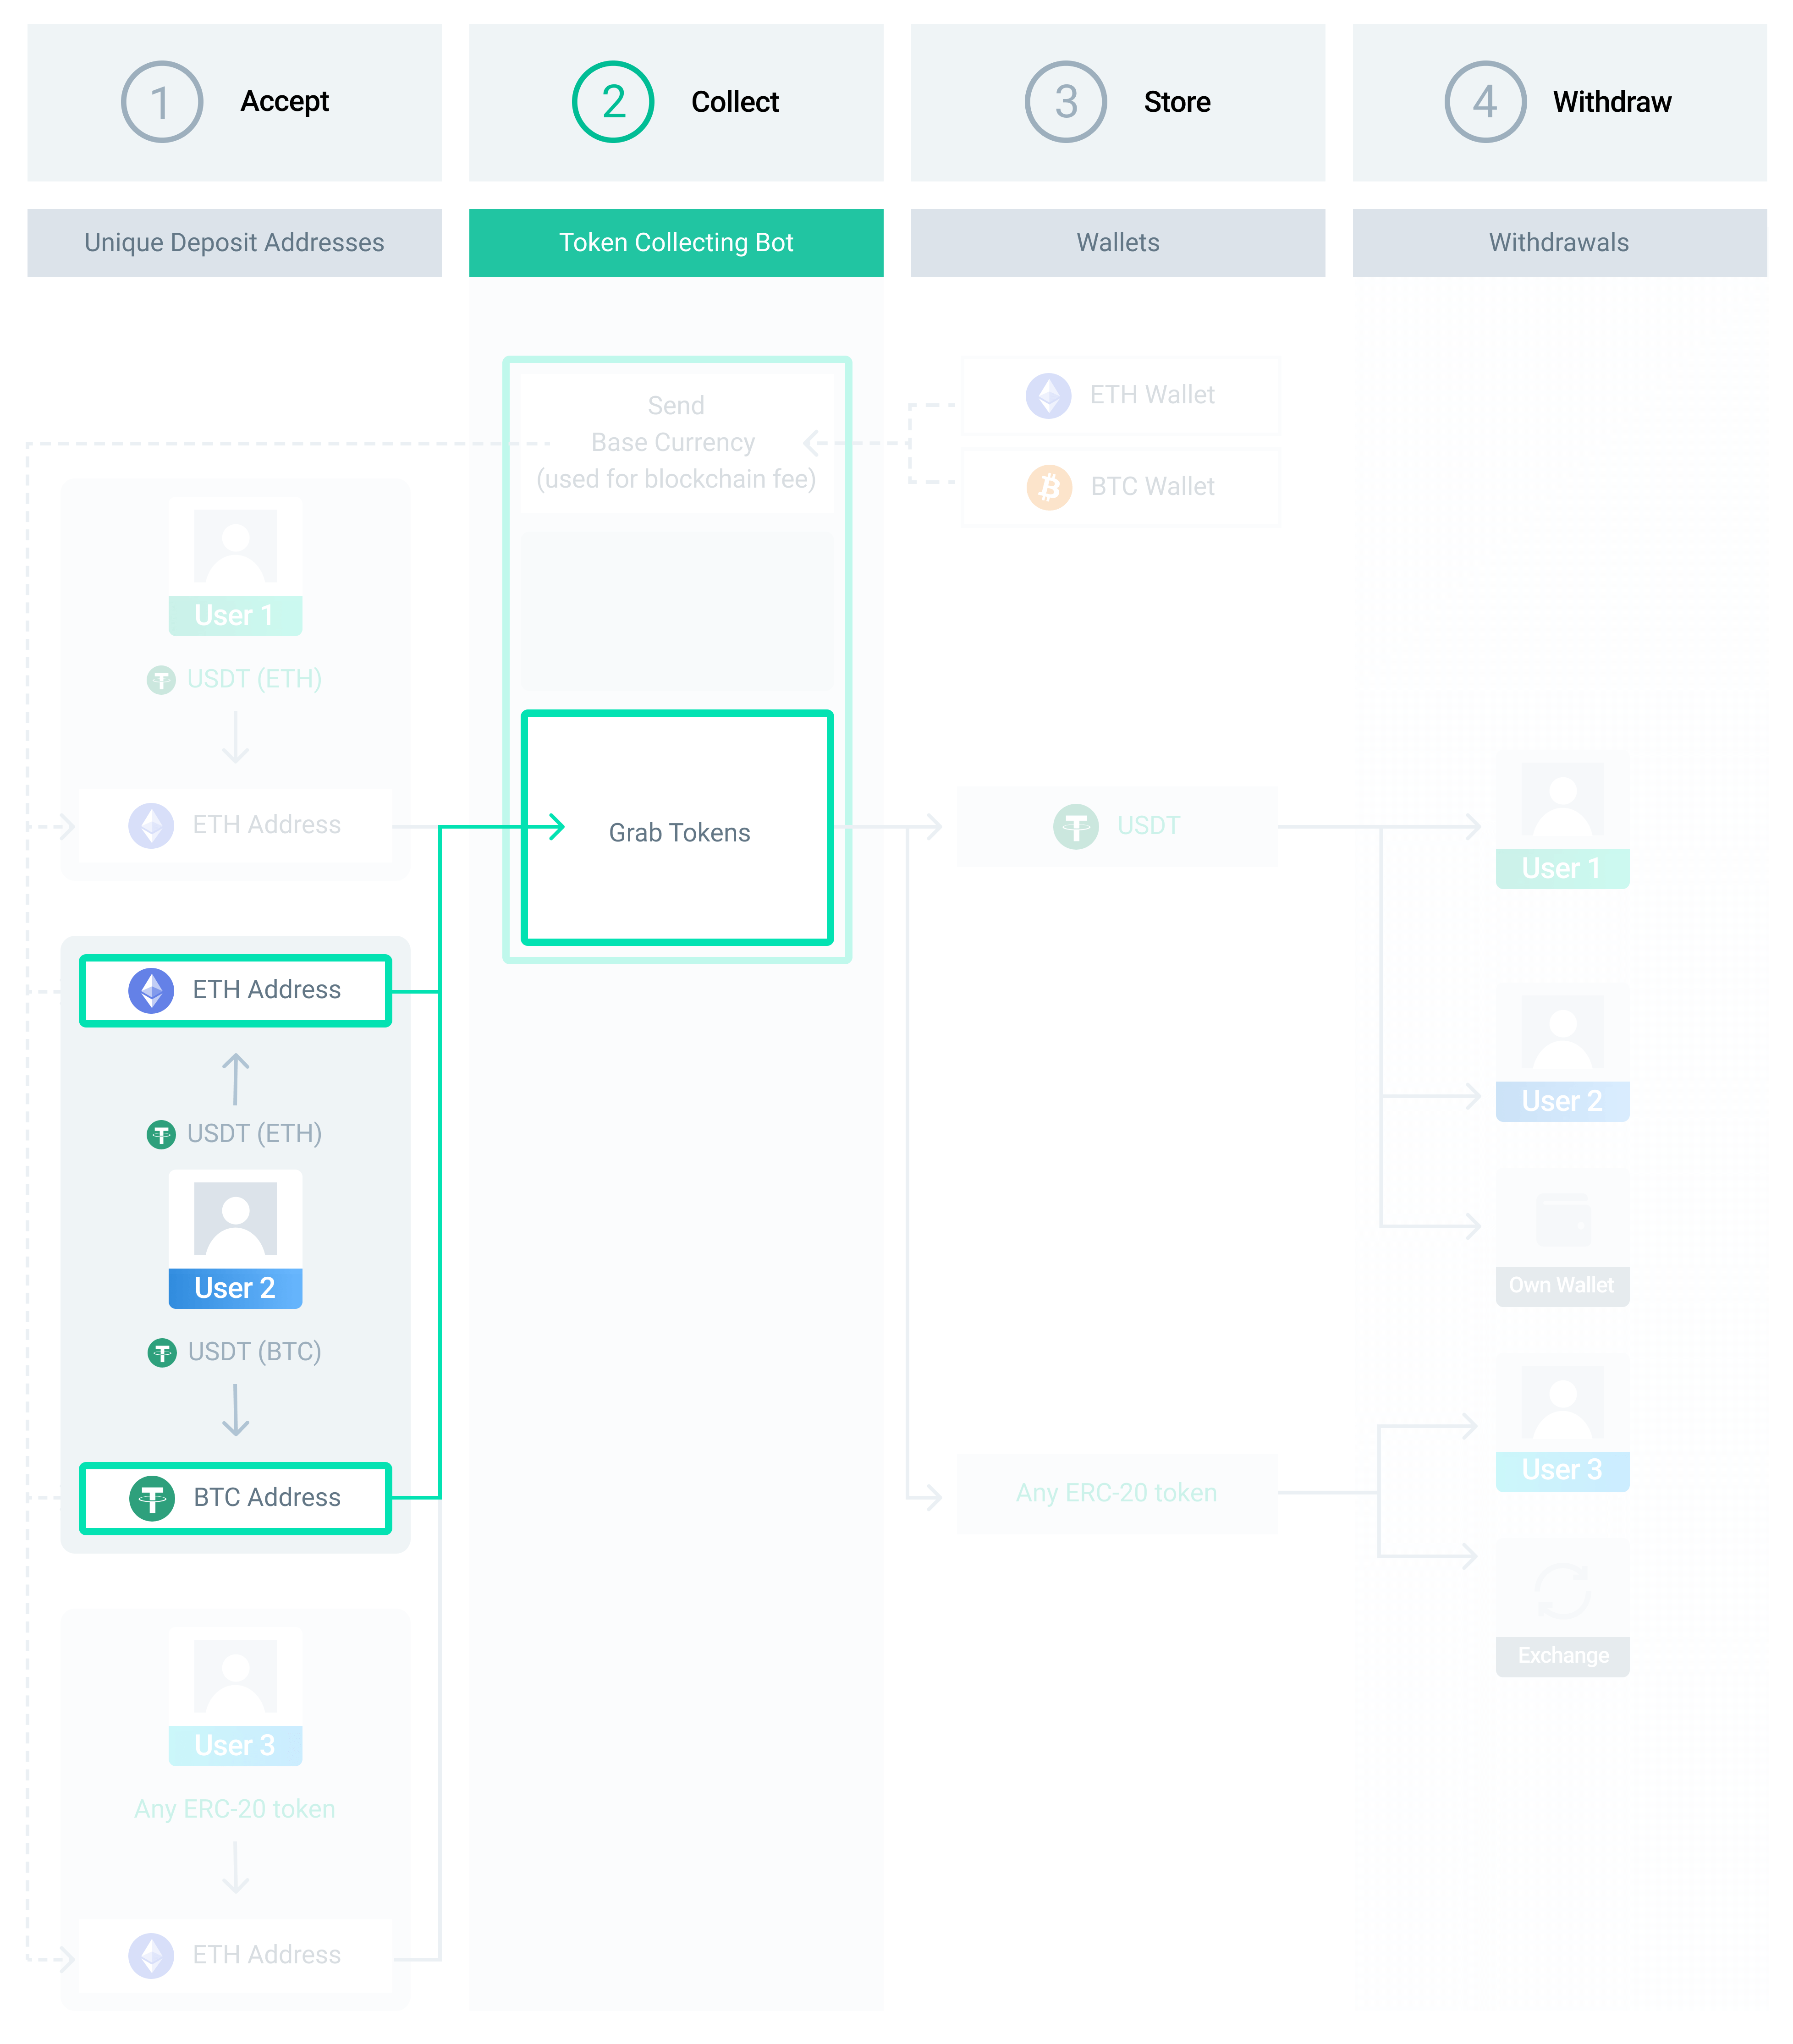 1
Accept
2
Collect
3
Store
4
Withdraw
Unique Deposit Addresses
Token Collecting Bot
Wallets
Withdrawals
Send
Base Currency
(used for blockchain fee)
ETH Wallet
BTC Wallet
User 1
USDT (ETH)
ETH Address
Grab Tokens
USDT
User 1
ETH Address
USDT (ETH)
User 2
USDT (BTC)
BTC Address
User 2
Own Wallet
Any ERC-20 token
User 3
Exchange
User 3
Any ERC-20 token
ETH Address